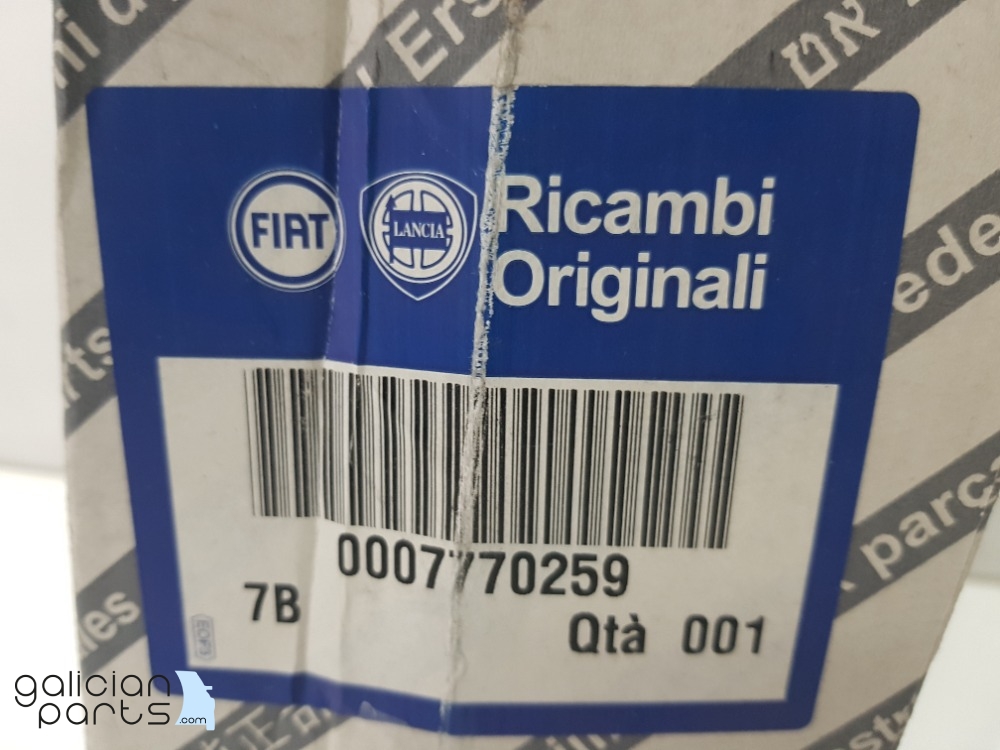 FIAT
LANCIA
Ricambi
Originali
0007770259
7B
Qtà 001
galician
parts.com